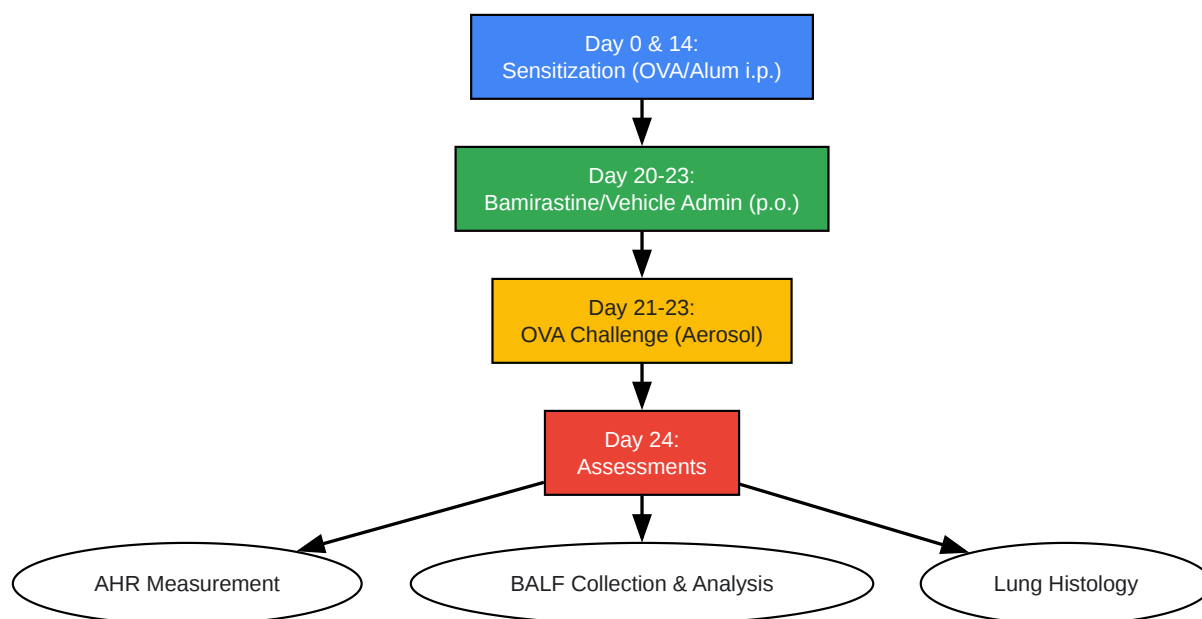 Day 0 & 14:
Sensitization (OVA/Alum i.p.)
Day 20-23:
Bamirastine/Vehicle Admin (p.o.)
Day 21-23:
OVA Challenge (Aerosol)
Day 24:
Assessments
AHR Measurement
BALF Collection & Analysis
Lung Histology